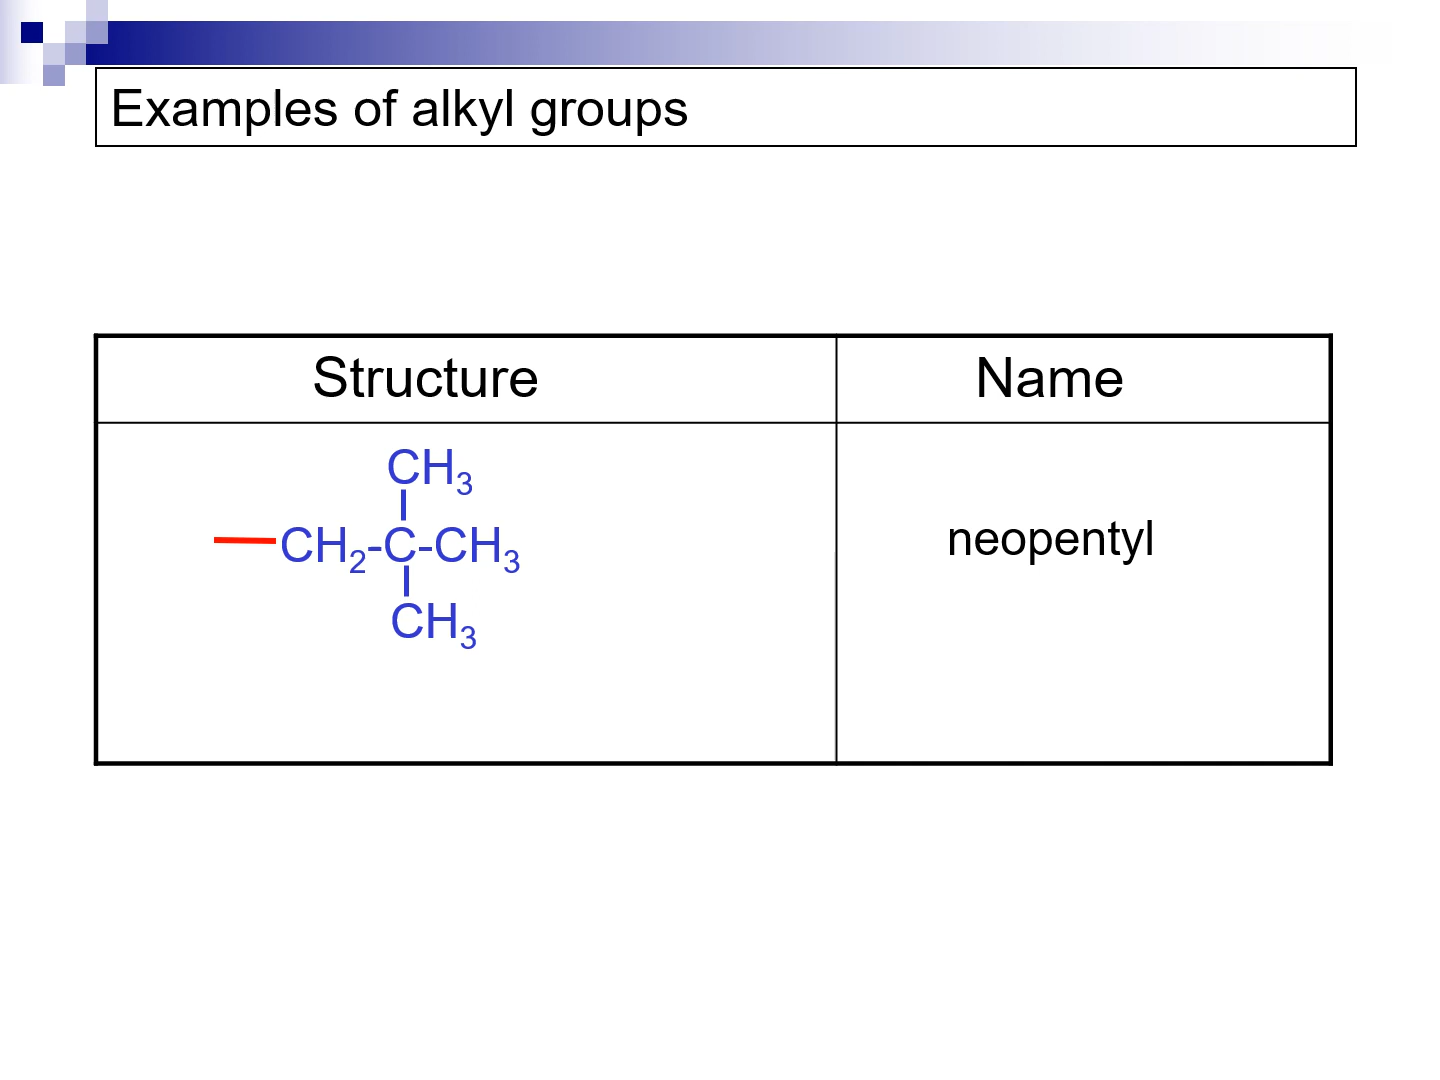 Examples of alkyl groups
Structure Name
CH₃
CH₂-C-CH₃ neopentyl
CH₃